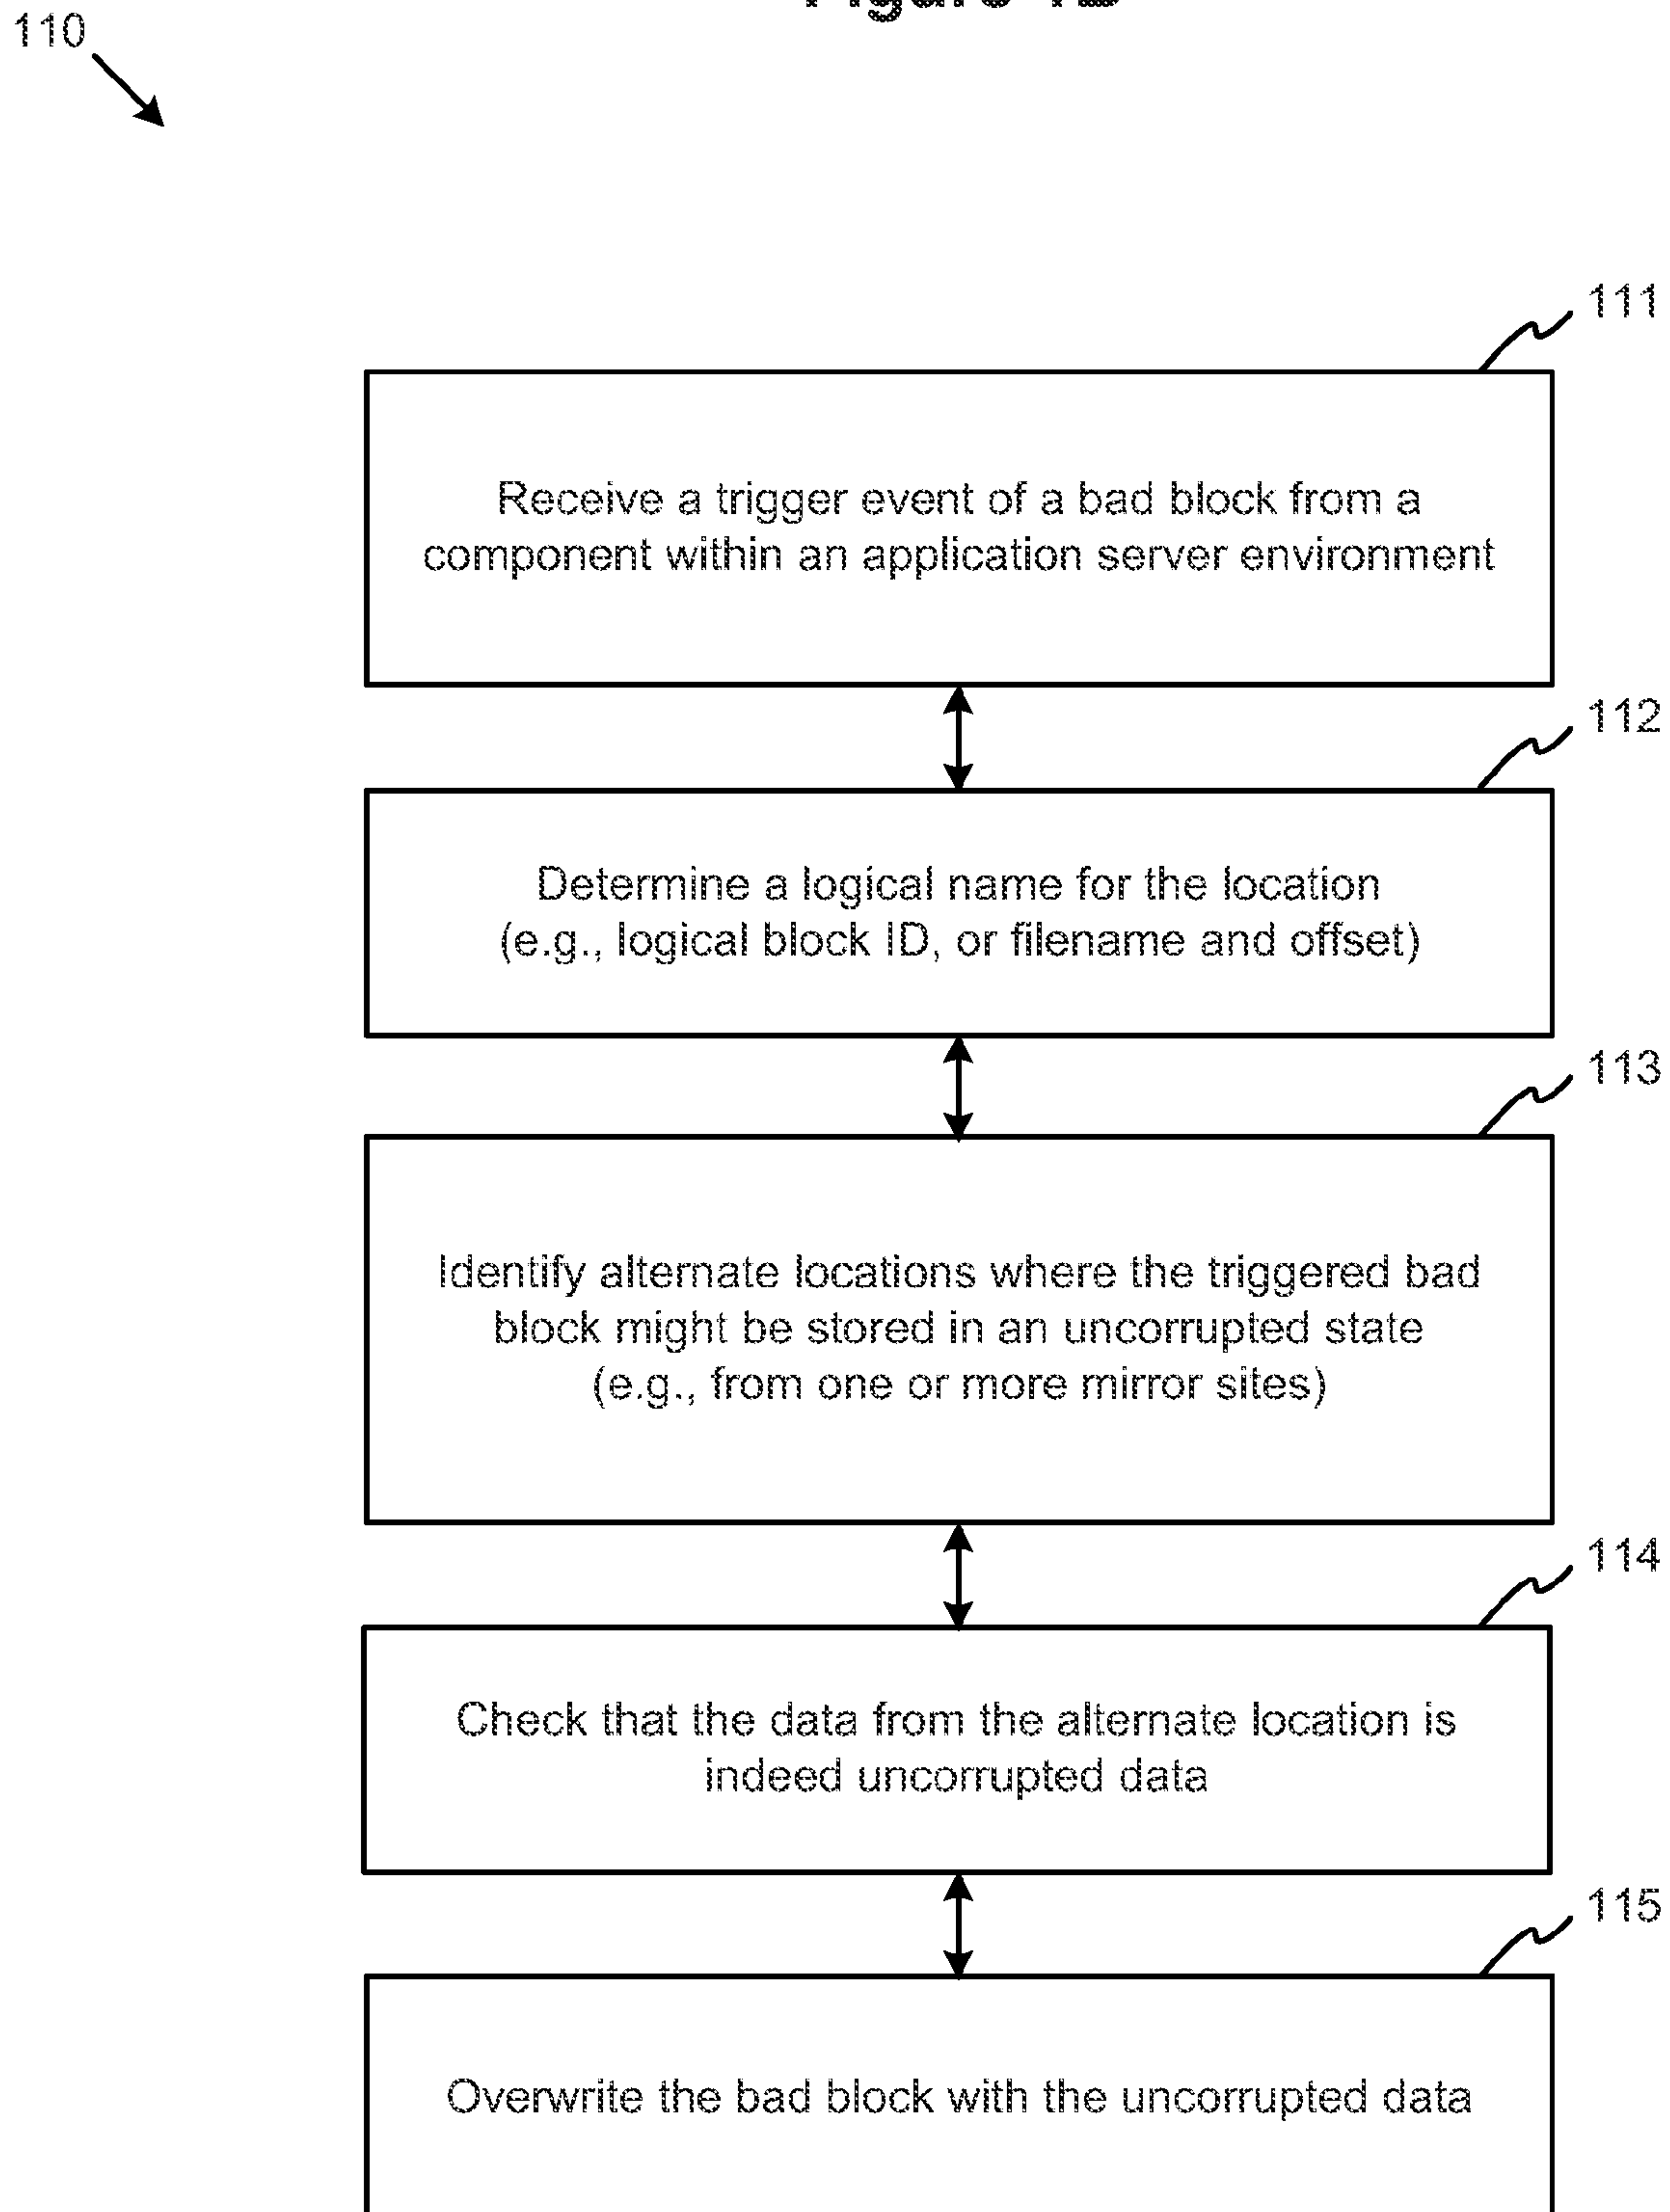 110
111
Receive a trigger event of a bad block from a
component within an application server environment
112
Determine a logical name for the location
(e.g., logical block ID, or filename and offset)
113
Identify alternate locations where the triggered bad
block might be stored in an uncorrupted state
(e.g., from one or more mirror sites)
114
Check that the data from the alternate location is
indeed uncorrupted data
115
Overwrite the bad block with the uncorrupted data